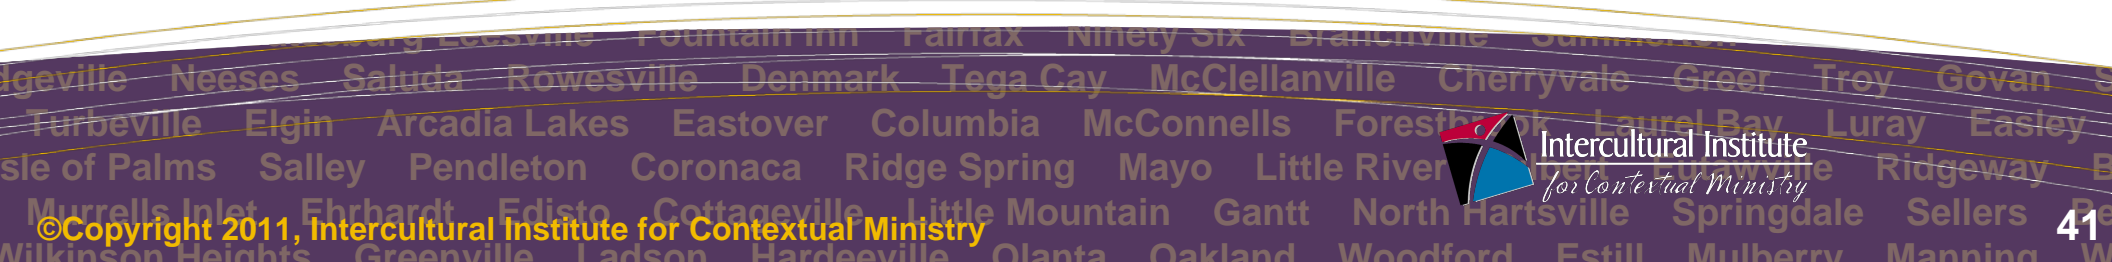 Leesville Fountain Inn Fairfax Ninety Six Branchville
Neeses Saluda Rowesville Denmark Tega Cay McClellanville Cherryvale Greer Troy Govan
Turbeville Elgin Arcadia Lakes Eastover Columbia McConnells Laurel Bay Luray Easley
of Palms Salley Pendleton Coronaca Ridge Spring Mayo Little River Ridgeway
Murrells Inlet Ehrhardt Edisto Cottageville Little Mountain Gantt North Hartsville Springdale Sellers
Wilkinson Heights Greenville Ladson Hardeeville Olanta Oakland Woodford Estill Mulberry Manning
Intercultural Institute
for Contextual Ministry
©Copyright 2011, Intercultural Institute for Contextual Ministry
41